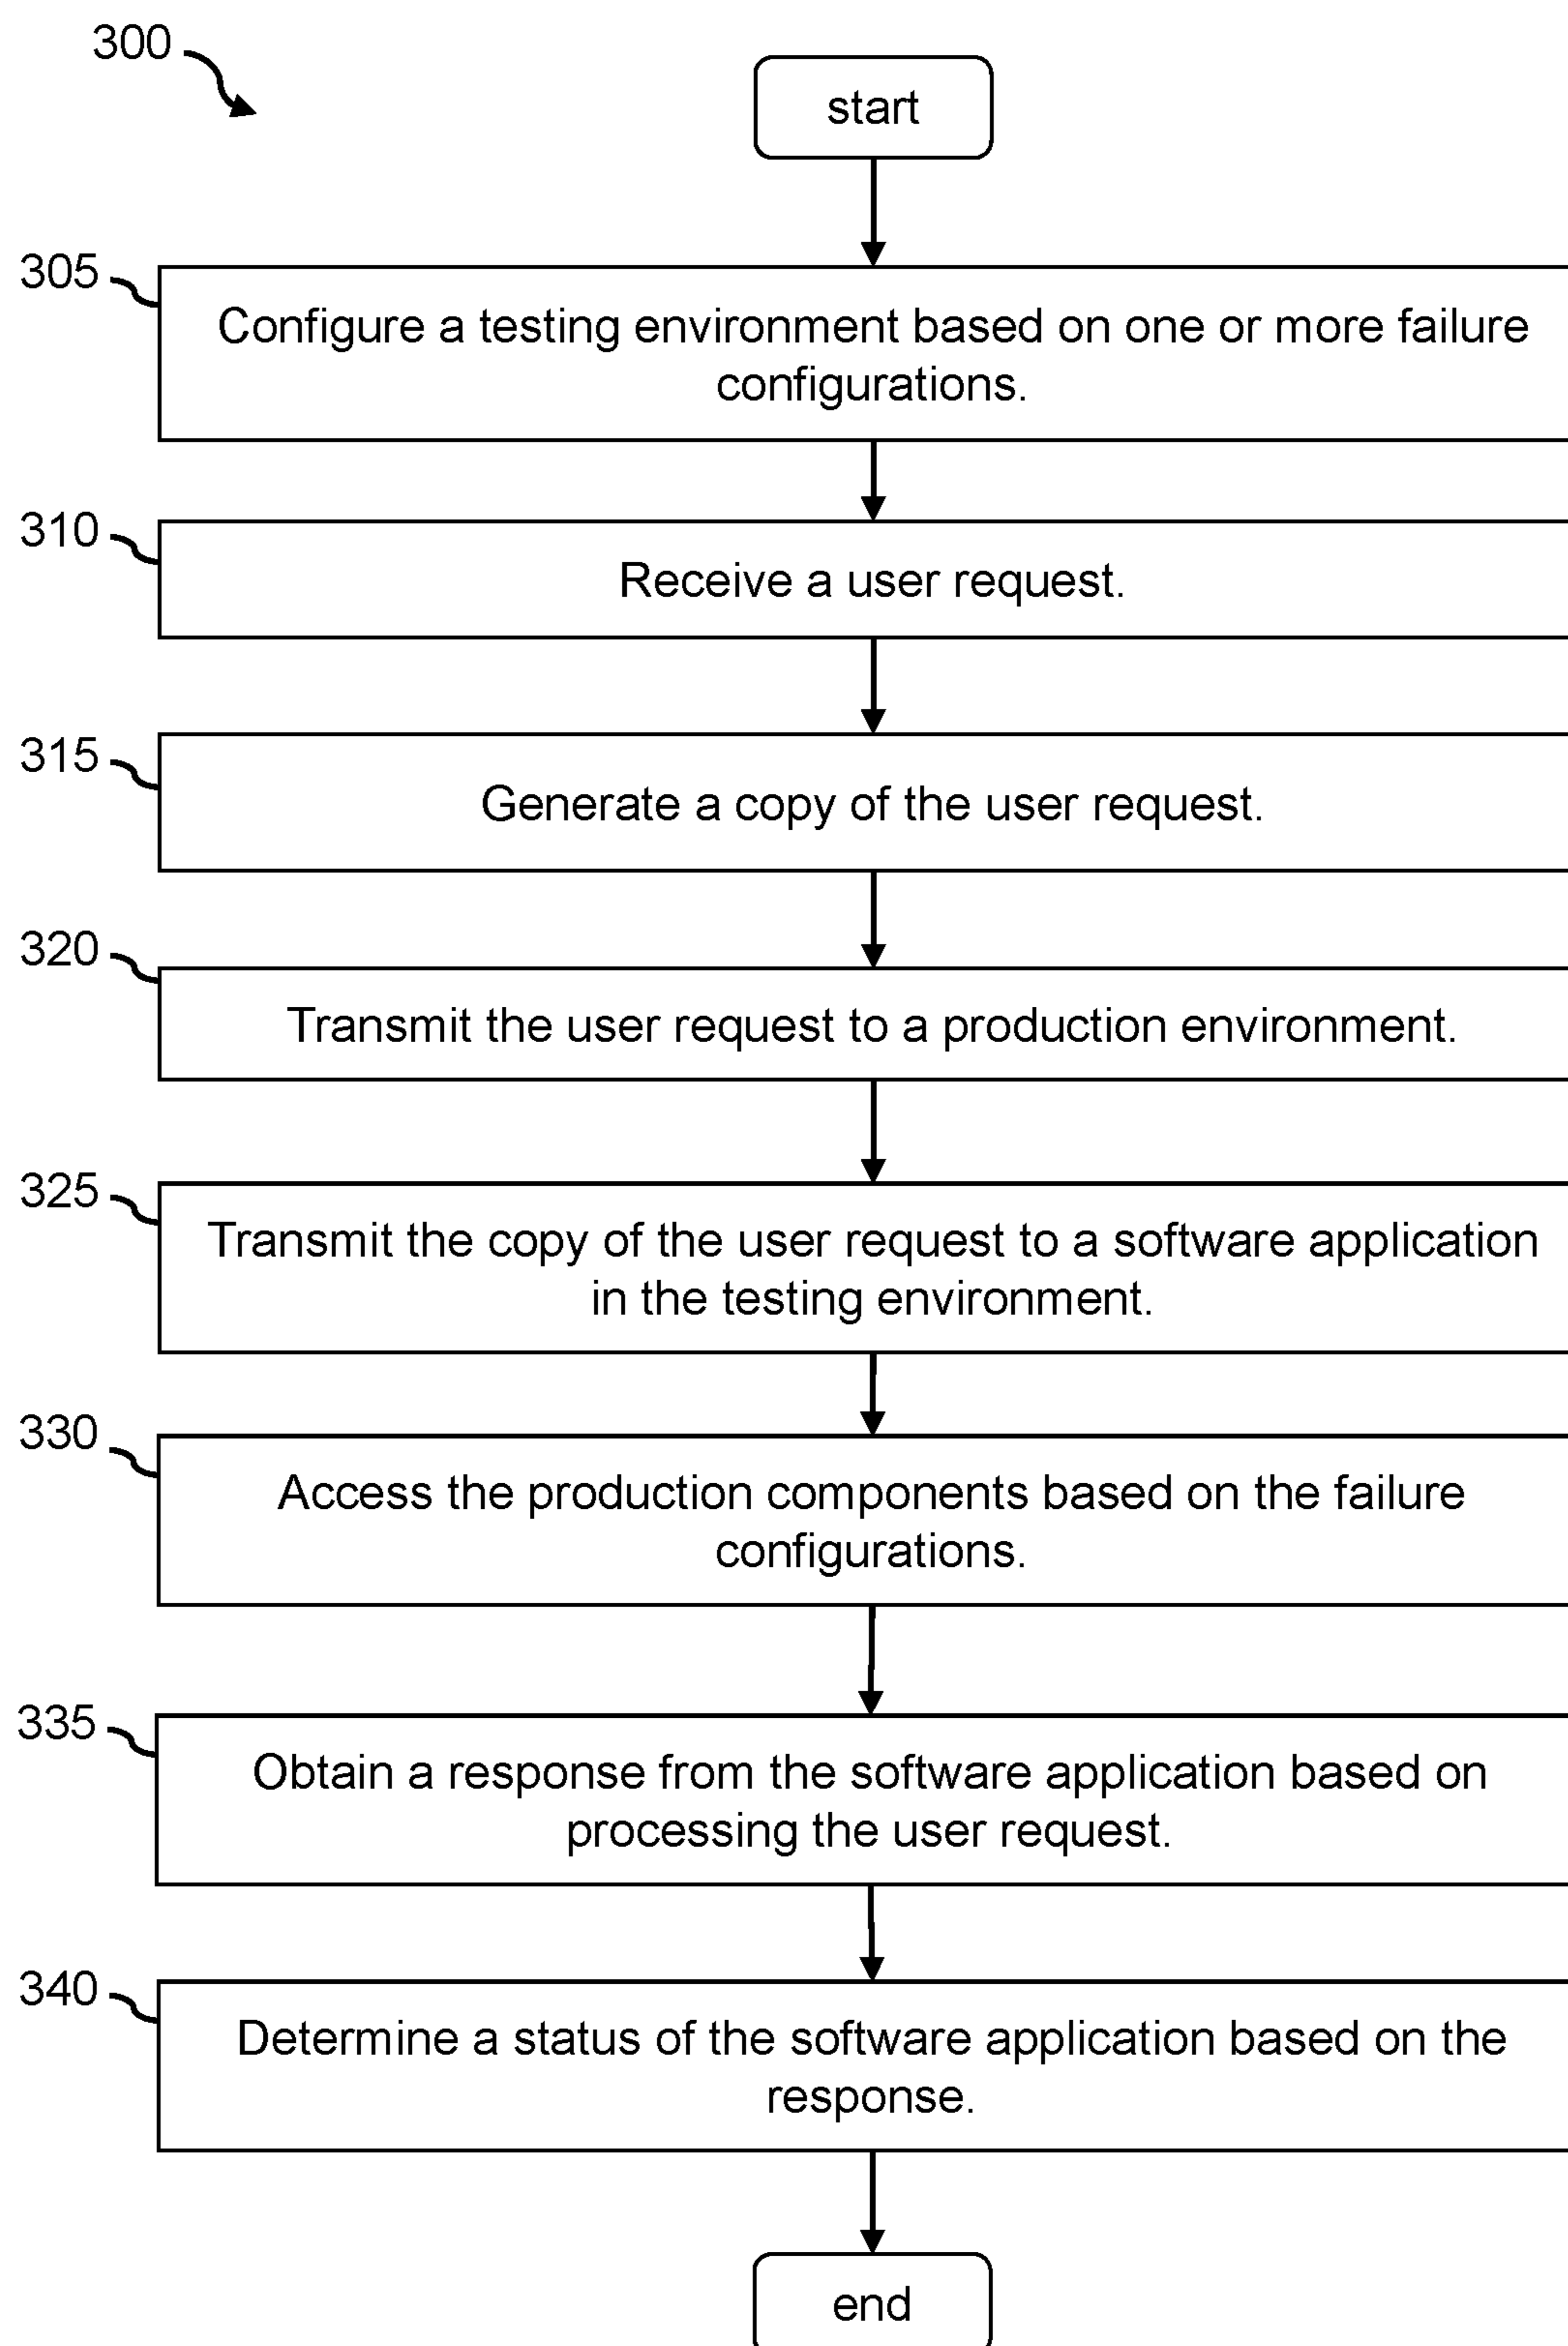 300
start
305
Configure a testing environment based on one or more failure
configurations.
310
Receive a user request.
315
Generate a copy of the user request.
320
Transmit the user request to a production environment.
325
Transmit the copy of the user request to a software application
in the testing environment.
330
Access the production components based on the failure
configurations.
335
Obtain a response from the software application based on
processing the user request.
340
Determine a status of the software application based on the
response.
end